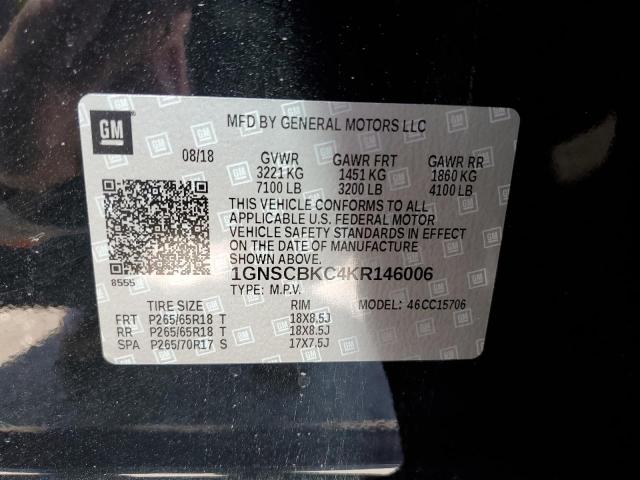 GM
MFD BY GENERAL MOTORS LLC
08/18 GVWR GAWR FRT GAWR RR
3221 KG 1451 KG 1860 KG
7100 LB 3200 LB 4100 LB
THIS VEHICLE CONFORMS TO ALL
APPLICABLE U.S. FEDERAL MOTOR
VEHICLE SAFETY STANDARDS IN EFFECT
ON THE DATE OF MANUFACTURE
SHOWN ABOVE.
1GNSCBKC4KR146006
8555 TYPE: M.P.V.
TIRE SIZE RIM MODEL: 46CC15706
FRT P265/65R18 T 18X8.5J
RR P265/65R18 T 18X8.5J
SPA P265/70R17 S 17X7.5J